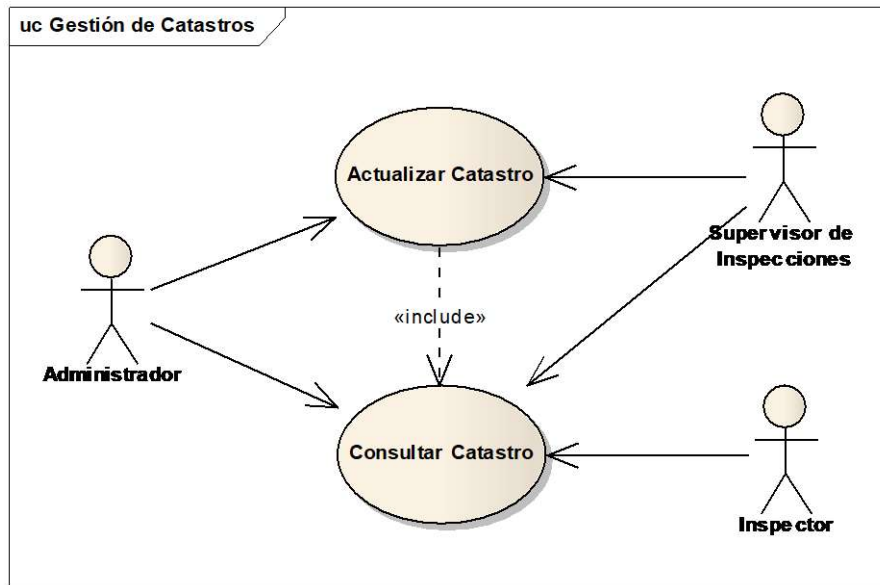 uc Gestión de Catastros
Actualizar Catastro
Supervisor de
Inspecciones
«include»
Administrador
Consultar Catastro
Inspector